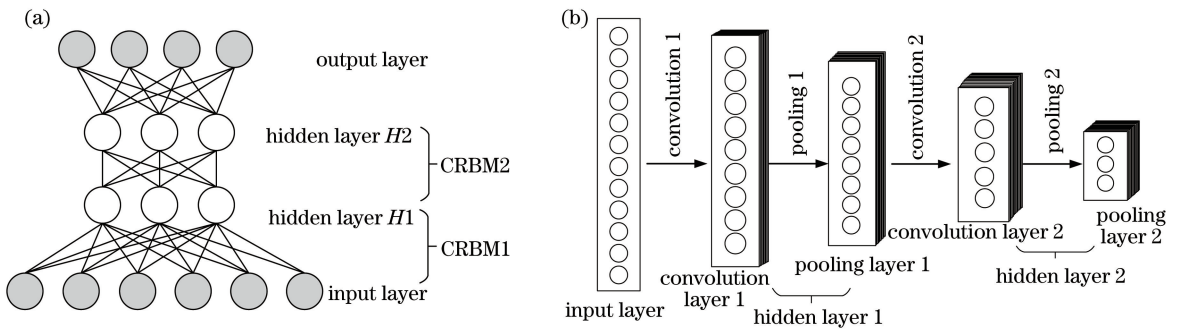 (a)
output layer
hidden layer H2
CRBM2
hidden layer H1
CRBM1
input layer
(b)
convolution 1
pooling 1
convolution 2
pooling 2
input layer
convolution
layer 1
pooling layer 1
hidden layer 1
convolution layer 2
pooling
layer 2
hidden layer 2